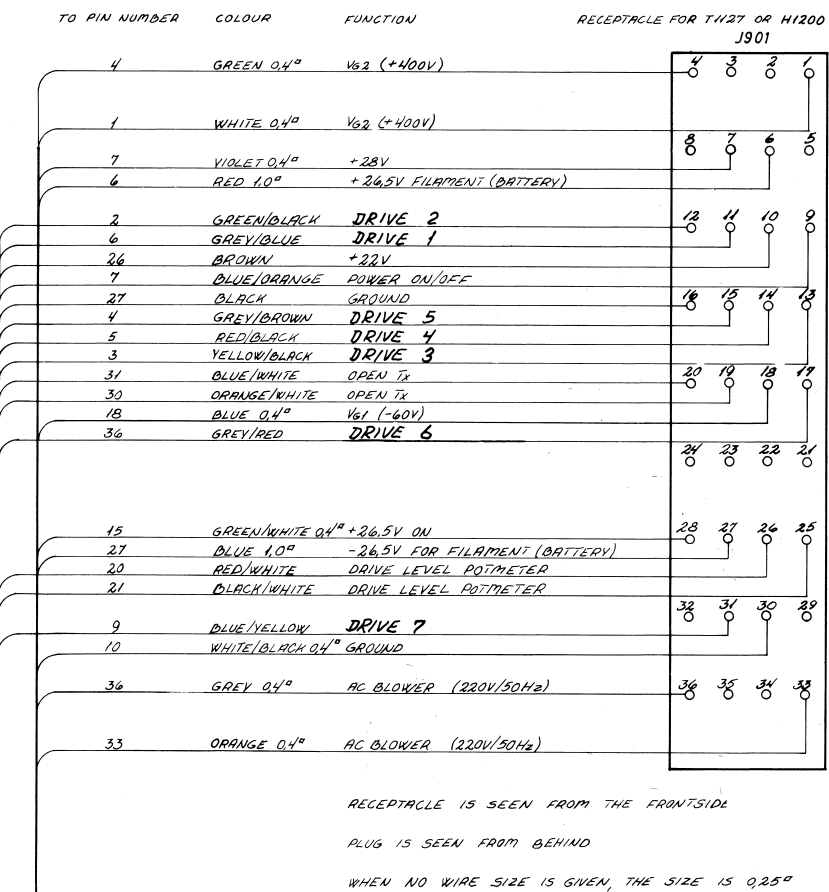 TO PIN NUMBER COLOUR FUNCTION RECEPTACLE FOR T1127 OR H1200
J901
4 GREEN 0,4▫ VG2 (+400V) 4 3 2 1
1 WHITE 0,4▫ VG2 (+400V)
8 7 6 5
7 VIOLET 0,4▫ +28V
6 RED 1,0▫ +26,5V FILAMENT (BATTERY)
2 GREEN/BLACK DRIVE 2 12 11 10 9
6 GREY/BLUE DRIVE 1
26 BROWN +22V
7 BLUE/ORANGE POWER ON/OFF
27 BLACK GROUND 16 15 14 13
4 GREY/BROWN DRIVE 5
5 RED/BLACK DRIVE 4
3 YELLOW/BLACK DRIVE 3
31 BLUE/WHITE OPEN Tx 20 19 18 17
30 ORANGE/WHITE OPEN Tx
18 BLUE 0,4▫ VG1 (-60V)
36 GREY/RED DRIVE 6
24 23 22 21
15 GREEN/WHITE 0,4▫ +26,5V ON 28 27 26 25
27 BLUE 1,0▫ -26,5V FOR FILAMENT (BATTERY)
20 RED/WHITE DRIVE LEVEL POTMETER
21 BLACK/WHITE DRIVE LEVEL POTMETER
32 31 30 29
9 BLUE/YELLOW DRIVE 7
10 WHITE/BLACK 0,4▫ GROUND
36 GREY 0,4▫ AC BLOWER (220V/50Hz) 36 35 34 33
33 ORANGE 0,4▫ AC BLOWER (220V/50Hz)
RECEPTACLE IS SEEN FROM THE FRONTSIDE
PLUG IS SEEN FROM BEHIND
WHEN NO WIRE SIZE IS GIVEN, THE SIZE IS 0,25▫